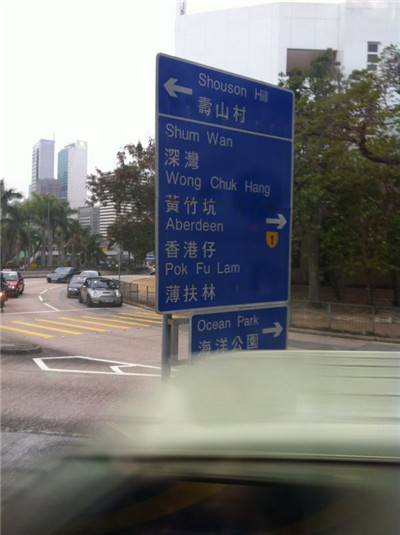 Shouson Hill
壽山村
Shum Wan
深灣
Wong Chuk Hang
黃竹坑
Aberdeen
1
香港仔
Pok Fu Lam
薄扶林
Ocean Park
海洋公園